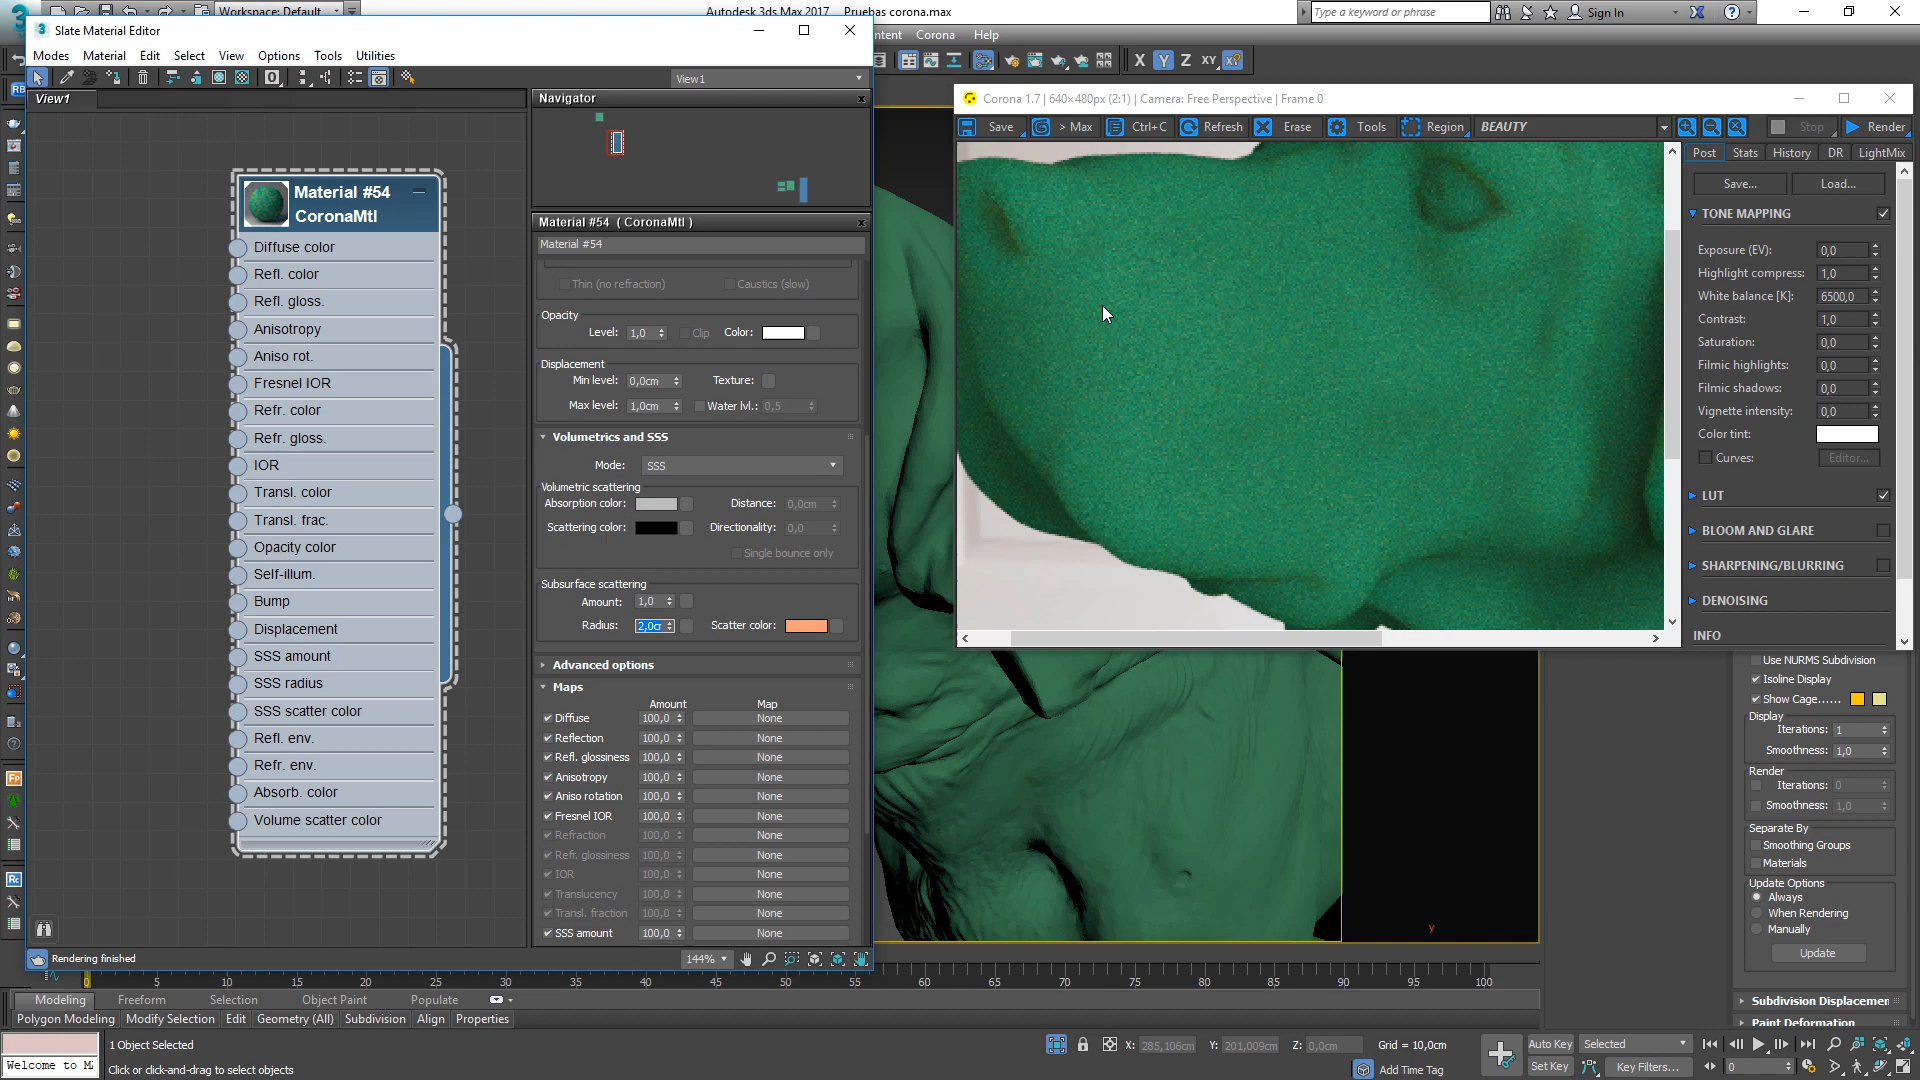 Workspace: Default
Autodesk 3ds Max 2017 Pruebas corona.max
Type a keyword or phrase
Sign In
Slate Material Editor
Corona Help
Modes Material Edit Select View Options Tools Utilities
View1
X Y Z XY
View1
Navigator
Corona 1.7 | 640×480px (2:1) | Camera: Free Perspective | Frame 0
Save > Max Ctrl+C Refresh Erase Tools Region BEAUTY Stop Render
Post Stats History DR LightMix
Save... Load...
TONE MAPPING
Exposure (EV): 0,0
Highlight compress: 1,0
White balance [K]: 6500,0
Contrast: 1,0
Saturation: 0,0
Filmic highlights: 0,0
Filmic shadows: 0,0
Vignette intensity: 0,0
Color tint:
Curves: Editor...
LUT
BLOOM AND GLARE
SHARPENING/BLURRING
DENOISING
INFO
Material #54
CoronaMtl
Diffuse color
Refl. color
Refl. gloss.
Anisotropy
Aniso rot.
Fresnel IOR
Refr. color
Refr. gloss.
IOR
Transl. color
Transl. frac.
Opacity color
Self-illum.
Bump
Displacement
SSS amount
SSS radius
SSS scatter color
Refl. env.
Refr. env.
Absorb. color
Volume scatter color
Material #54 ( CoronaMtl )
Material #54
Thin (no refraction) Caustics (slow)
Opacity
Level: 1,0 Clip Color:
Displacement
Min level: 0,0cm Texture:
Max level: 1,0cm Water lvl.: 0,5
Volumetrics and SSS
Mode: SSS
Volumetric scattering
Absorption color: Distance: 0,0cm
Scattering color: Directionality: 0,0
Single bounce only
Subsurface scattering
Amount: 1,0
Radius: 2,0cr Scatter color:
Advanced options
Maps
Amount Map
Diffuse 100,0 None
Reflection 100,0 None
Refl. glossiness 100,0 None
Anisotropy 100,0 None
Aniso rotation 100,0 None
Fresnel IOR 100,0 None
Refraction 100,0 None
Refr. glossiness 100,0 None
IOR 100,0 None
Translucency 100,0 None
Transl. fraction 100,0 None
SSS amount 100,0 None
Rendering finished
144%
Use NURMS Subdivision
Isoline Display
Show Cage......
Display
Iterations: 1
Smoothness: 1,0
Render
Iterations: 0
Smoothness: 1,0
Separate By
Smoothing Groups
Materials
Update Options
Always
When Rendering
Manually
Update
Subdivision Displacemen
Paint Deformation
y
0 5 10 15 20 25 30 35 40 45 50 55 60 65 70 75 80 85 90 95 100
Modeling Freeform Selection Object Paint Populate
Polygon Modeling Modify Selection Edit Geometry (All) Subdivision Align Properties
1 Object Selected
Welcome to M
Click or click-and-drag to select objects
X: 285,106cm Y: 201,009cm Z: 0,0cm Grid = 10,0cm
Add Time Tag
Auto Key Selected
Set Key Key Filters...
0